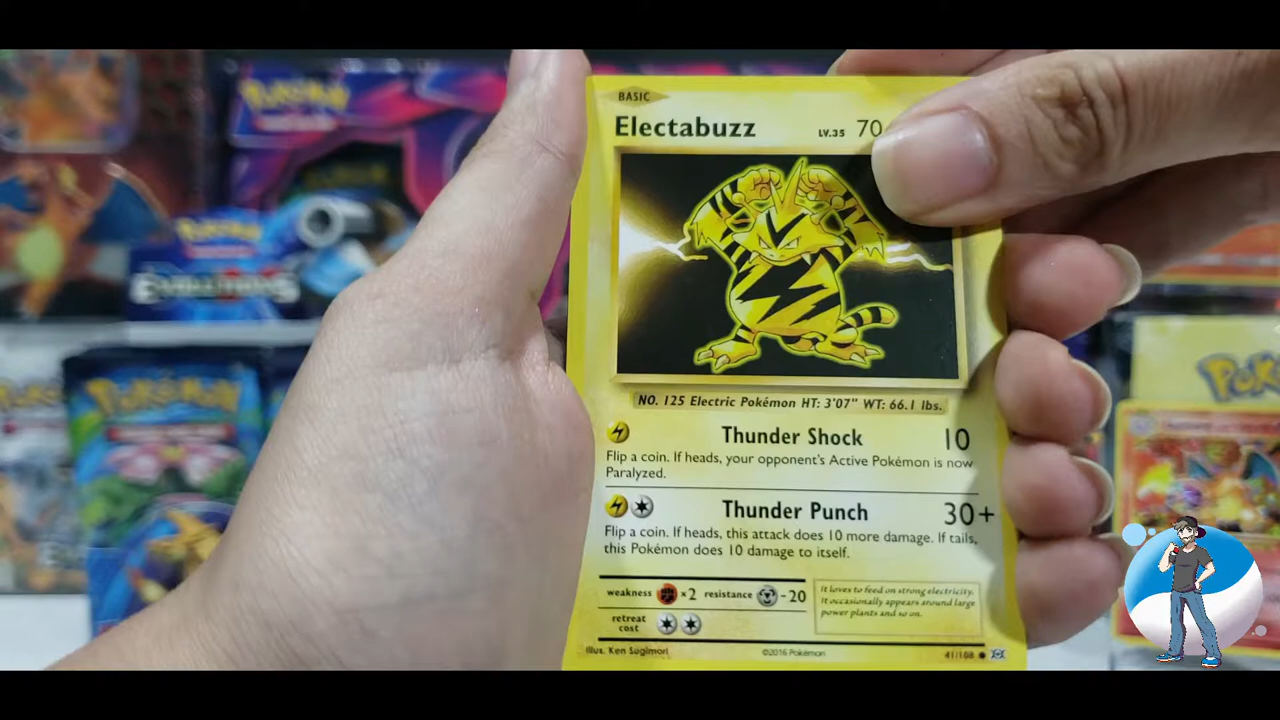 BASIC
Electabuzz
LV.35 70
NO. 125 Electric Pokémon HT: 3'07" WT: 66.1 lbs.
Thunder Shock 10
Flip a coin. If heads, your opponent's Active Pokémon is now
Paralyzed.
Thunder Punch 30+
Flip a coin. If heads, this attack does 10 more damage. If tails,
this Pokémon does 10 damage to itself.
weakness ×2 resistance -20
It loves to feed on strong electricity.
It occasionally appears around large
power plants and so on.
retreat
cost
Illus. Ken Sugimori ©2016 Pokémon 41/108
Pokémon
Pokémon
EVOLUTIONS
Pokémon